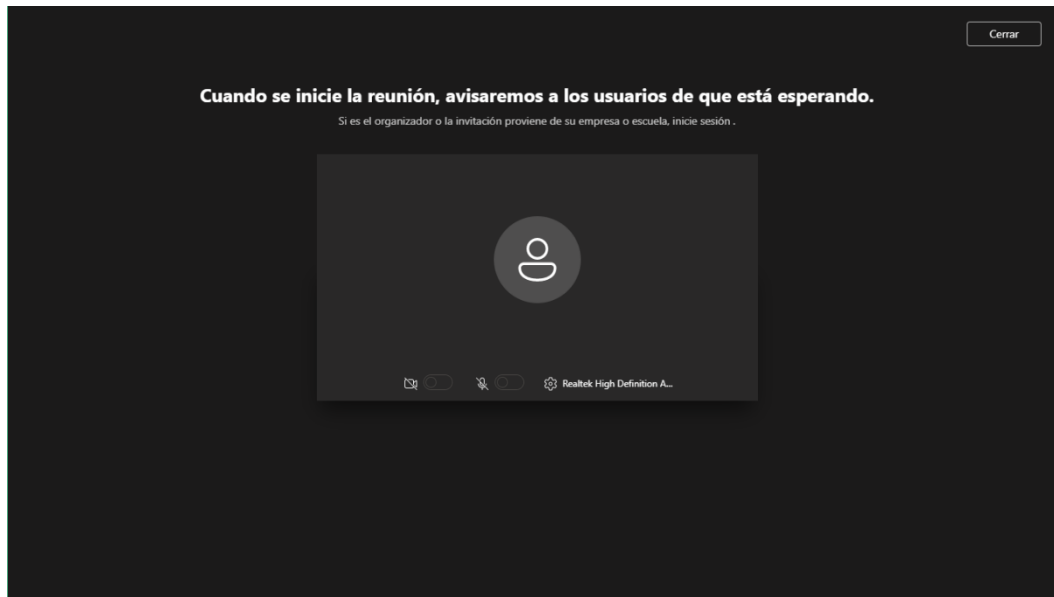 Cerrar
Cuando se inicie la reunión, avisaremos a los usuarios de que está esperando.
Si es el organizador o la invitación proviene de su empresa o escuela, inicie sesión .
Realtek High Definition A...